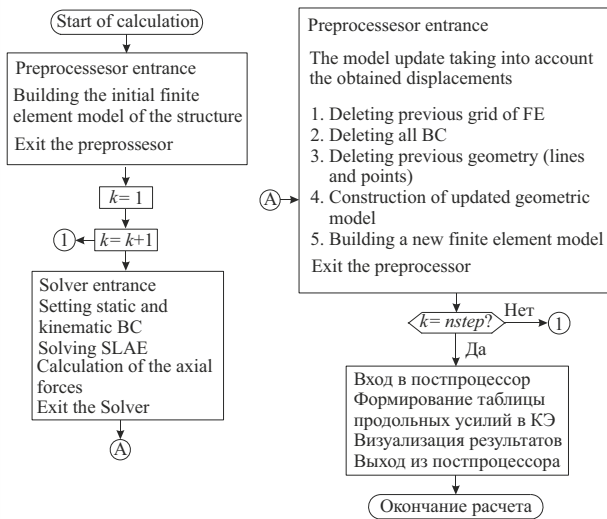 Start of calculation
Preprocessesor entrance
Building the initial finite
element model of the structure
Exit the preprossesor
k= 1
1
k= k+1
Solver entrance
Setting static and
kinematic BC
Solving SLAE
Calculation of the axial
forces
Exit the Solver
A
Preprocessesor entrance
The model update taking into account
the obtained displacements
1. Deleting previous grid of FE
2. Deleting all BC
3. Deleting previous geometry (lines
and points)
A
4. Construction of updated geometric
model
5. Building a new finite element model
Exit the preprocessor
k= nstep?
Нет
1
Да
Вход в постпроцессор
Формирование таблицы
продольных усилий в КЭ
Визуализация результатов
Выход из постпроцессора
Окончание расчета